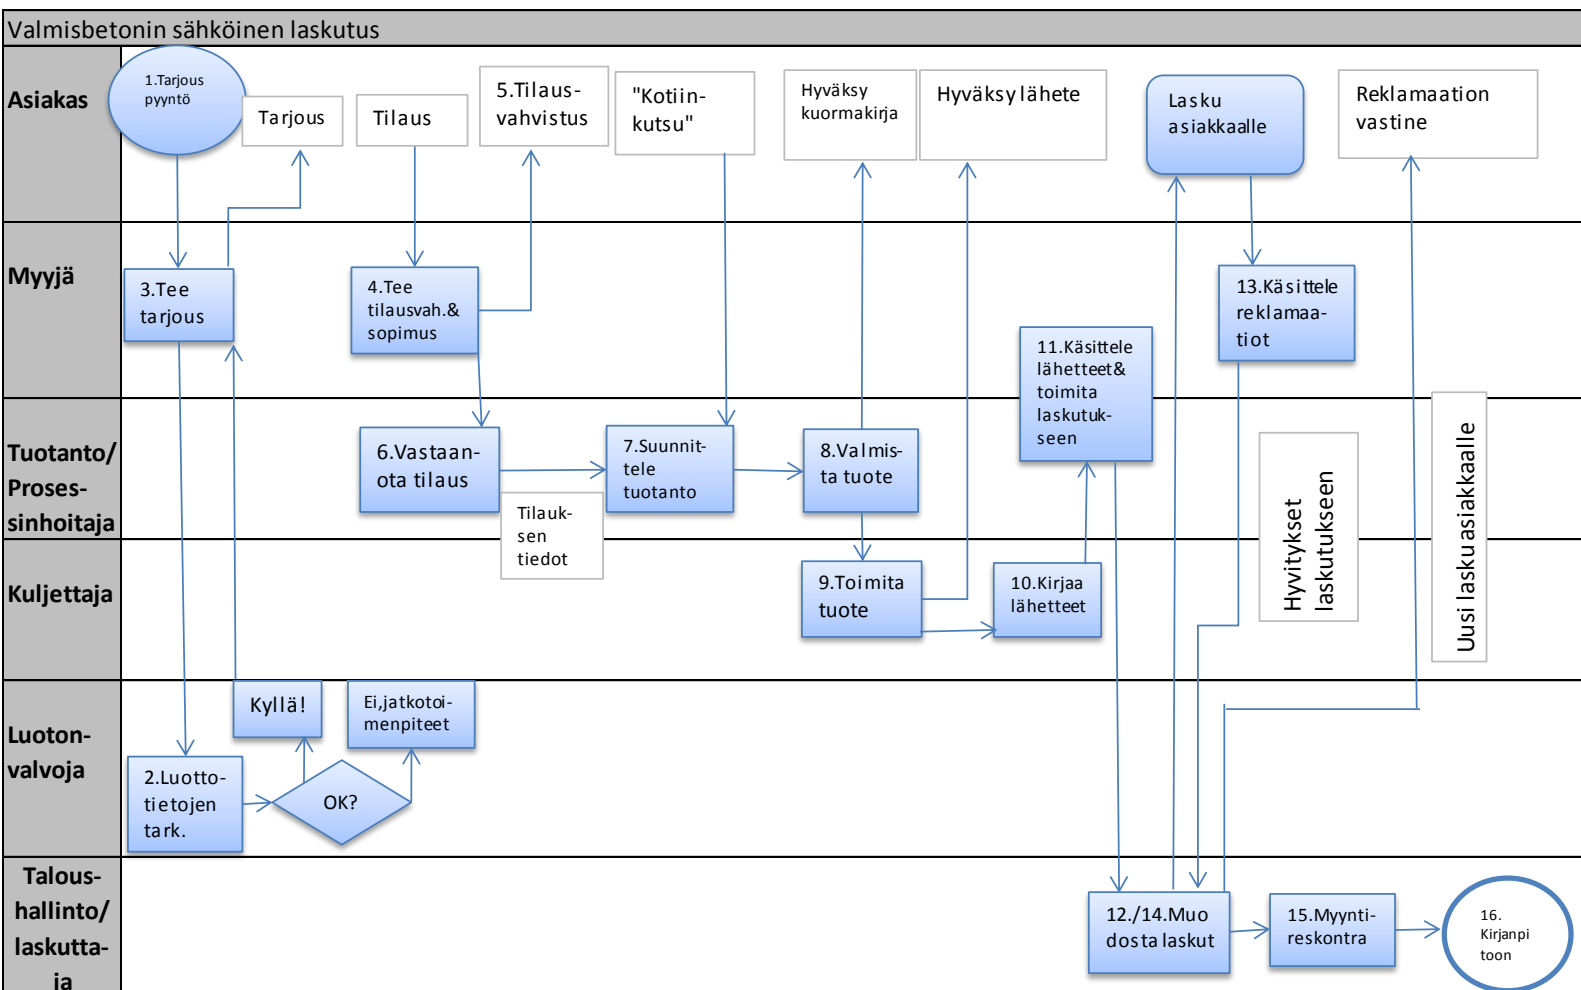 Valmisbetonin sähköinen laskutus
Asiakas
1.Tarjous
pyyntö
Tarjous
Tilaus
5.Tilaus-
vahvistus
"Kotiin-
kutsu"
Hyväksy
kuormakirja
Hyväksy lähete
Lasku
asiakkaalle
Reklamaation
vastine
Myyjä
3.Tee
tarjous
4.Tee
tilausvah.&
sopimus
11.Käsittele
lähetteet&
toimita
laskutuk-
seen
13.Käsittele
reklamaa-
tiot
Tuotanto/
Proses-
sinhoitaja
6.Vastaan-
ota tilaus
Tilauk-
sen
tiedot
7.Suunnit-
tele
tuotanto
8.Valmis-
ta tuote
Hyvitykset
laskutukseen
Uusi lasku asiakkaalle
Kuljettaja
9.Toimita
tuote
10.Kirjaa
lähetteet
Luoton-
valvoja
2.Luotto-
tietojen
tark.
Kyllä!
OK?
Ei,jatkotoi-
menpiteet
Talous-
hallinto/
laskutta-
ja
12./14.Muo
dosta laskut
15.Myynti-
reskontra
16.
Kirjanpi
toon